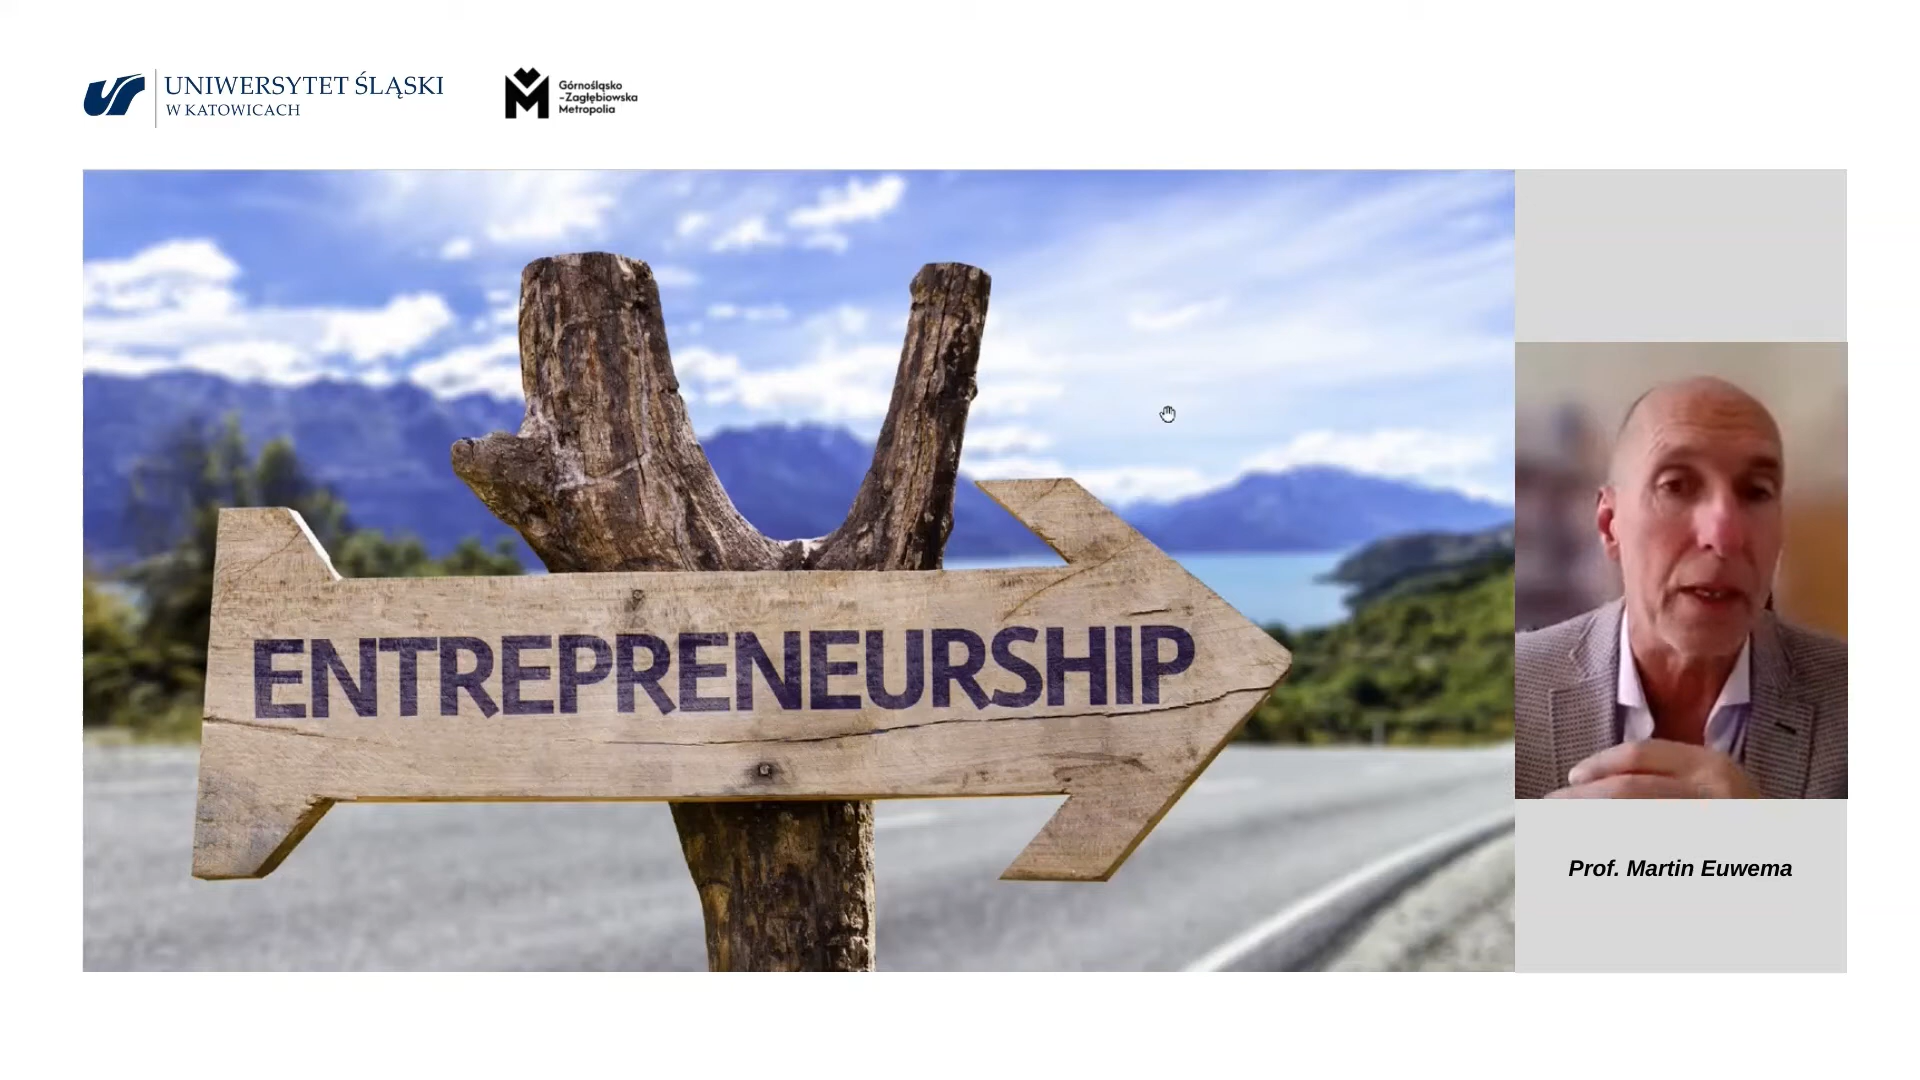 UNIWERSYTET ŚLĄSKI
W KATOWICACH
Górnośląsko
-Zagłębiowska
Metropolia
ENTREPRENEURSHIP
Prof. Martin Euwema